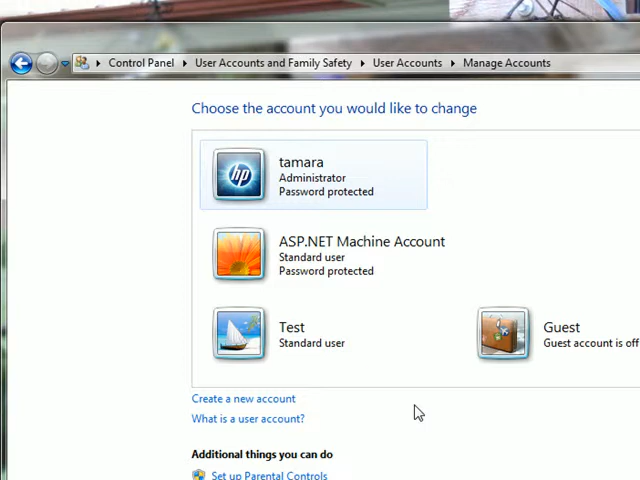 Control Panel User Accounts and Family Safety User Accounts Manage Accounts
Choose the account you would like to change
hp
tamara
Administrator
Password protected
ASP.NET Machine Account
Standard user
Password protected
Test
Standard user
Guest
Guest account is off
Create a new account
What is a user account?
Additional things you can do
Set up Parental Controls